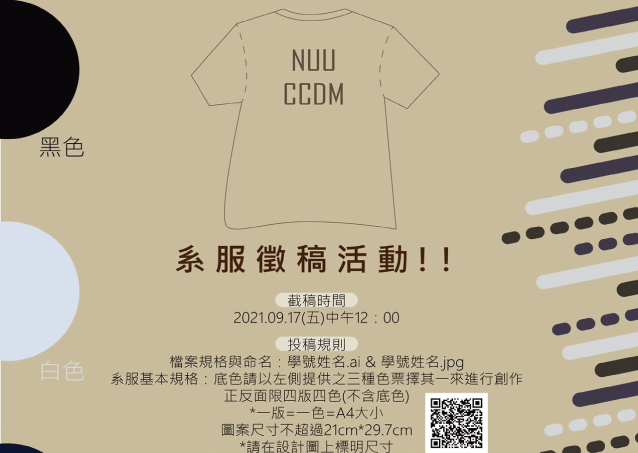 NUU
CCDM
黑色
系服徵稿活動!!
截稿時間
2021.09.17(五)中午12：00
投稿規則
檔案規格與命名：學號姓名.ai & 學號姓名.jpg
白色
系服基本規格：底色請以左側提供之三種色票擇其一來進行創作
正反面限四版四色(不含底色)
*一版=一色=A4大小
圖案尺寸不超過21cm*29.7cm
*請在設計圖上標明尺寸